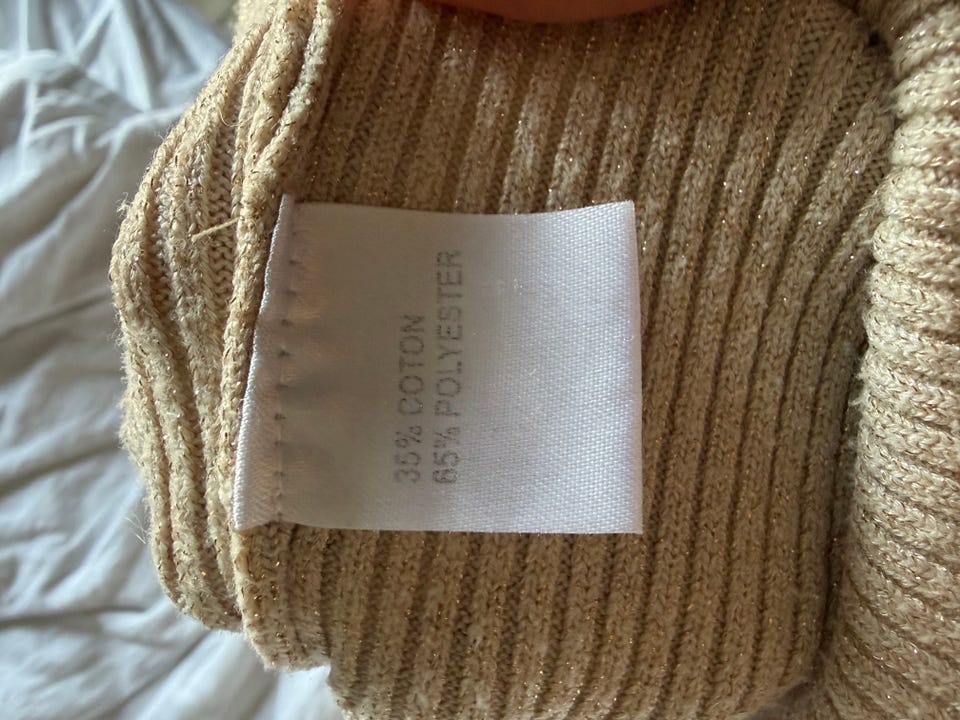 35% COTON
65% POLYESTER